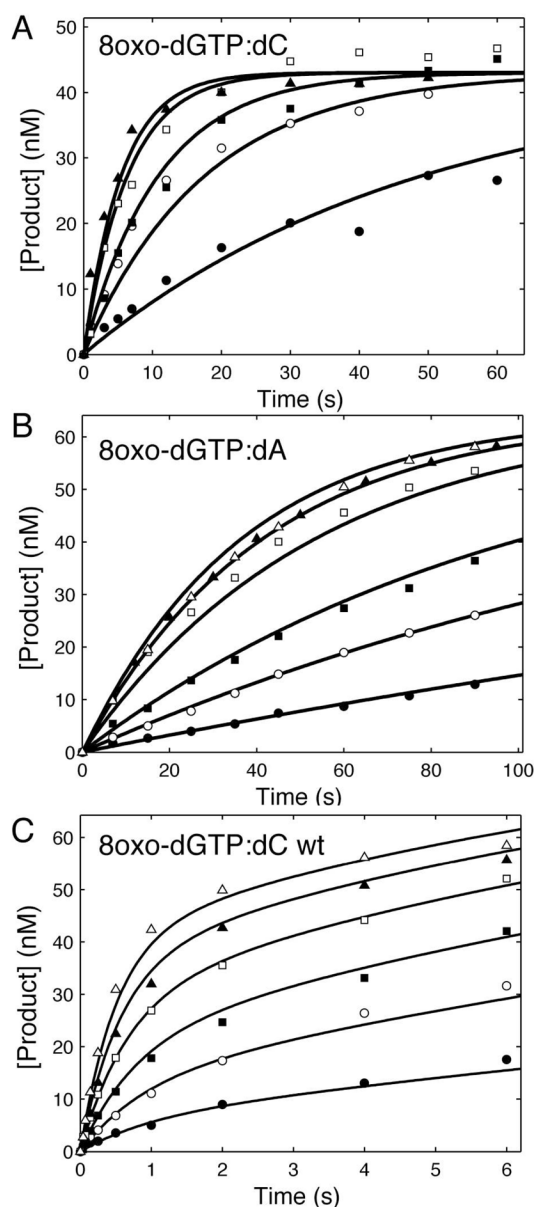 A
8oxo-dGTP:dC
50
40
30
20
10
0
[Product] (nM)
0 10 20 30 40 50 60
Time (s)
B
8oxo-dGTP:dA
60
50
40
30
20
10
0
[Product] (nM)
0 20 40 60 80 100
Time (s)
C
8oxo-dGTP:dC wt
60
50
40
30
20
10
0
[Product] (nM)
0 1 2 3 4 5 6
Time (s)